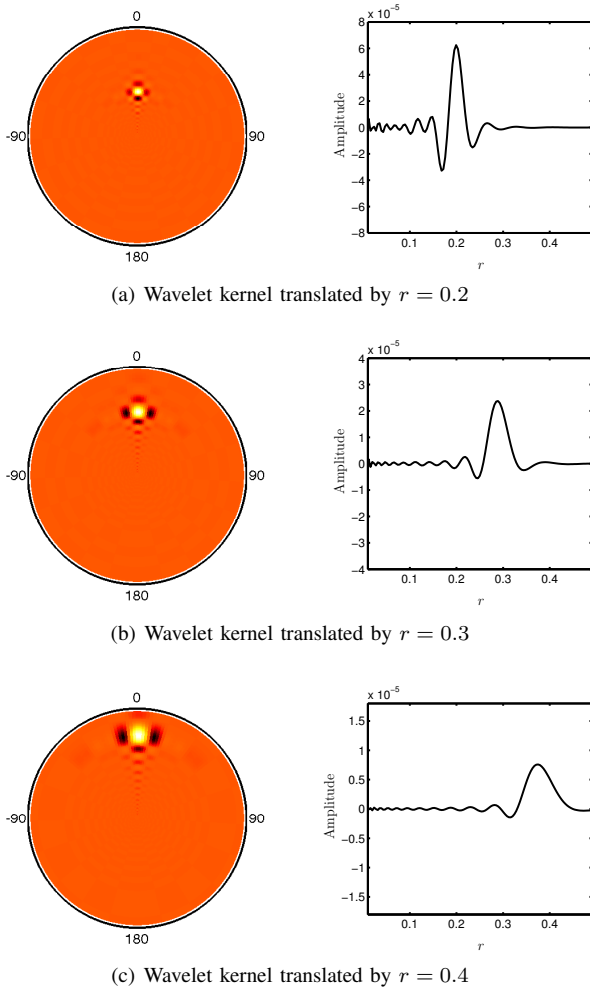 0
-90
90
180
x 10⁻⁵
8
6
4
2
0
−2
−4
−6
−8
Amplitude
0.1 0.2 0.3 0.4
r
(a) Wavelet kernel translated by r = 0.2
0
-90
90
180
x 10⁻⁵
4
3
2
1
0
−1
−2
−3
−4
Amplitude
0.1 0.2 0.3 0.4
r
(b) Wavelet kernel translated by r = 0.3
0
-90
90
180
x 10⁻⁵
1.5
1
0.5
0
−0.5
−1
−1.5
Amplitude
0.1 0.2 0.3 0.4
r
(c) Wavelet kernel translated by r = 0.4